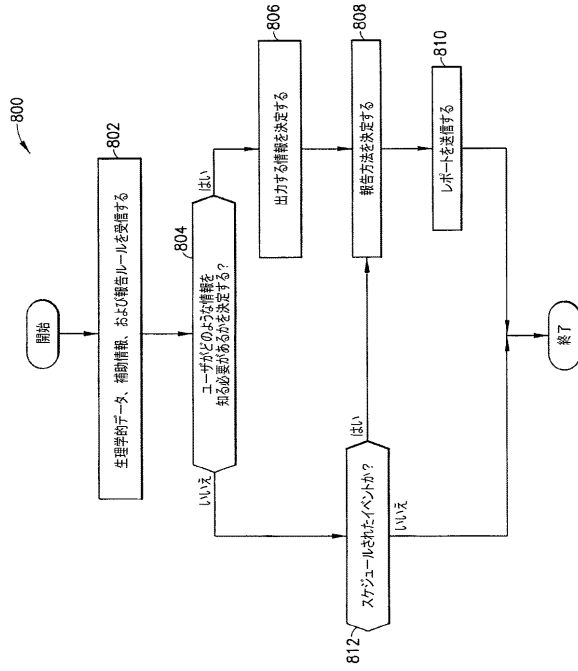 800
開始
802
生理学的データ、補助情報、および報告ルールを受信する
804
ユーザがどのような情報を
知る必要があるかを決定する?
はい
いいえ
806
出力する情報を決定する
808
報告方法を決定する
810
レポートを送信する
812
スケジュールされたイベントか?
はい
いいえ
終了